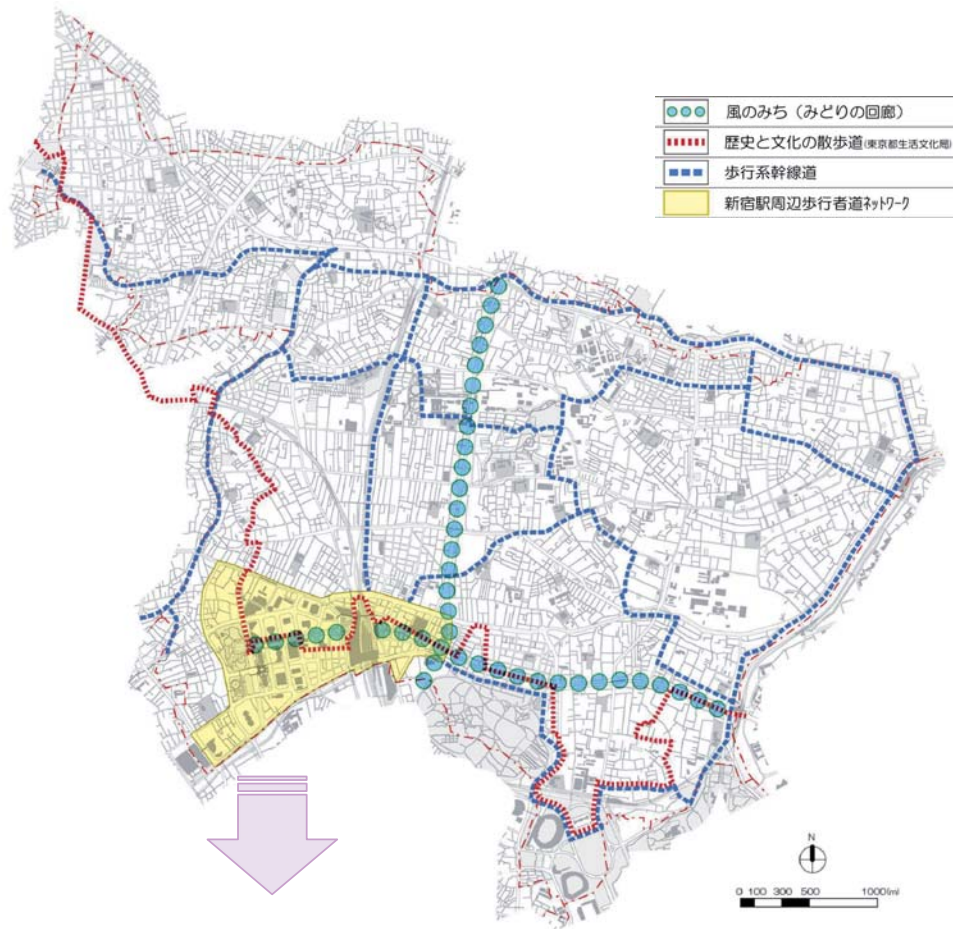 風のみち（みどりの回廊）
歴史と文化の散歩道(東京都生活文化局)
歩行系幹線道
新宿駅周辺歩行者道ネットワーク
N
0 100 300 500 1000(m)